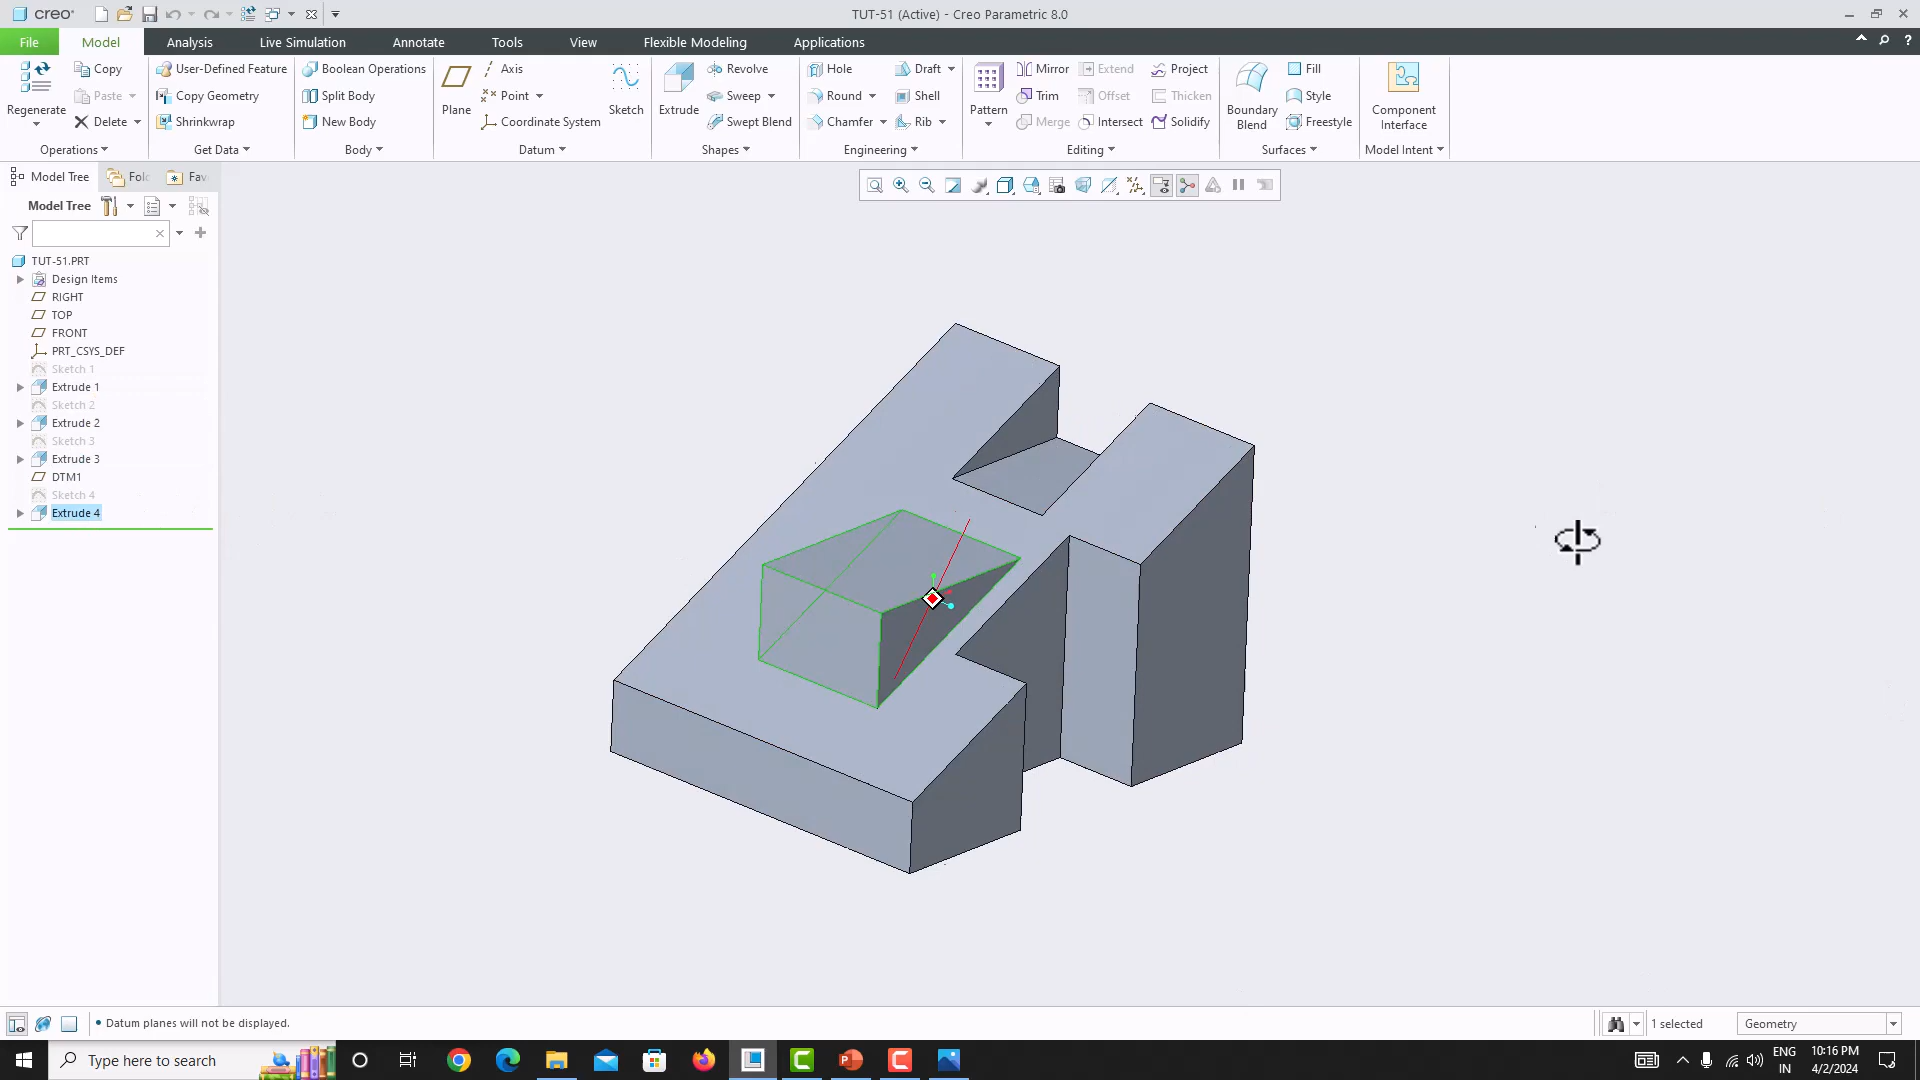 creo
TUT-51 (Active) - Creo Parametric 8.0
File Model Analysis Live Simulation Annotate Tools View Flexible Modeling Applications
Regenerate
Copy
Paste
Delete
Operations
User-Defined Feature
Copy Geometry
Shrinkwrap
Get Data
Boolean Operations
Split Body
New Body
Body
Plane
Axis
Point
Coordinate System
Sketch
Datum
Extrude
Revolve
Sweep
Swept Blend
Shapes
Hole
Round
Chamfer
Draft
Shell
Rib
Engineering
Pattern
Mirror
Trim
Merge
Extend
Offset
Intersect
Project
Thicken
Solidify
Editing
Boundary
Blend
Fill
Style
Freestyle
Surfaces
Component
Interface
Model Intent
Model Tree
Fol
Fav
Model Tree
TUT-51.PRT
Design Items
RIGHT
TOP
FRONT
PRT_CSYS_DEF
Sketch 1
Extrude 1
Sketch 2
Extrude 2
Sketch 3
Extrude 3
DTM1
Sketch 4
Extrude 4
• Datum planes will not be displayed.
1 selected
Geometry
Type here to search
ENG
IN
10:16 PM
4/2/2024